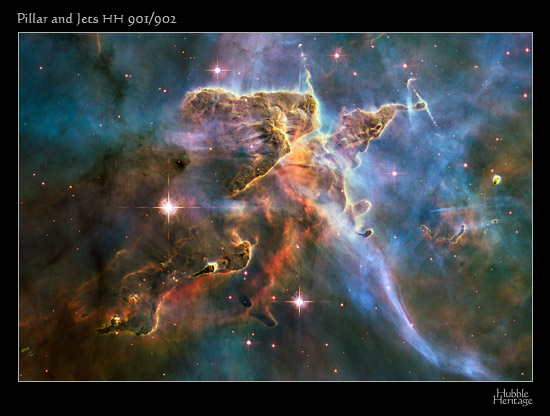 Pillar and Jets HH 901/902
Hubble
Heritage